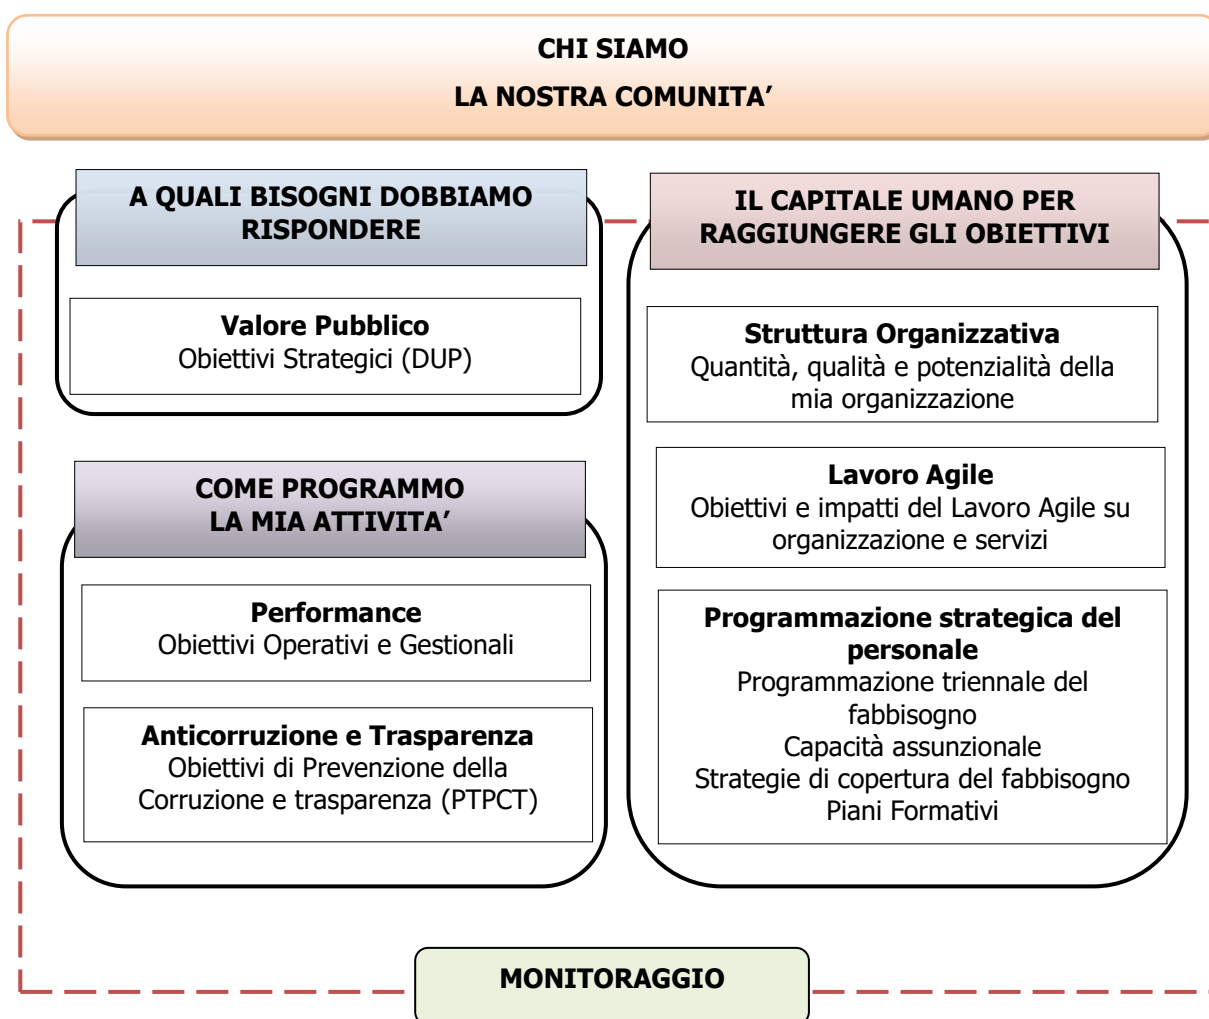 CHI SIAMO
LA NOSTRA COMUNITA’
A QUALI BISOGNI DOBBIAMO
RISPONDERE
Valore Pubblico
Obiettivi Strategici (DUP)
COME PROGRAMMO
LA MIA ATTIVITA’
Performance
Obiettivi Operativi e Gestionali
Anticorruzione e Trasparenza
Obiettivi di Prevenzione della
Corruzione e trasparenza (PTPCT)
IL CAPITALE UMANO PER
RAGGIUNGERE GLI OBIETTIVI
Struttura Organizzativa
Quantità, qualità e potenzialità della
mia organizzazione
Lavoro Agile
Obiettivi e impatti del Lavoro Agile su
organizzazione e servizi
Programmazione strategica del
personale
Programmazione triennale del
fabbisogno
Capacità assunzionale
Strategie di copertura del fabbisogno
Piani Formativi
MONITORAGGIO